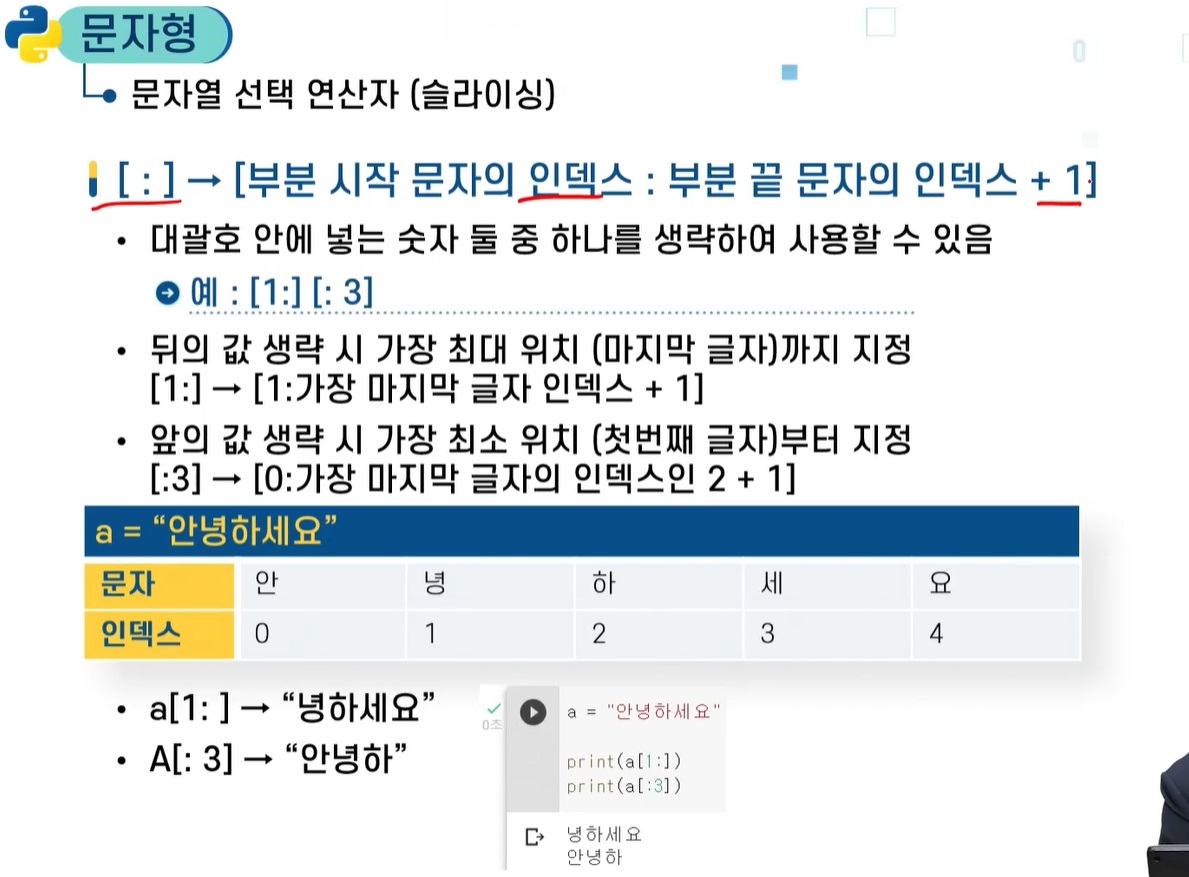 문자형
문자열 선택 연산자 (슬라이싱)
[ : ] → [부분 시작 문자의 인덱스 : 부분 끝 문자의 인덱스 + 1]
• 대괄호 안에 넣는 숫자 둘 중 하나를 생략하여 사용할 수 있음
예 : [1:] [: 3]
• 뒤의 값 생략 시 가장 최대 위치 (마지막 글자)까지 지정
[1:] → [1:가장 마지막 글자 인덱스 + 1]
• 앞의 값 생략 시 가장 최소 위치 (첫번째 글자)부터 지정
[:3] → [0:가장 마지막 글자의 인덱스인 2 + 1]
a = “안녕하세요”
문자 안 녕 하 세 요
인덱스 0 1 2 3 4
• a[1: ] → “녕하세요”
• A[: 3] → “안녕하”
0초
a = "안녕하세요"
print(a[1:])
print(a[:3])
녕하세요
안녕하